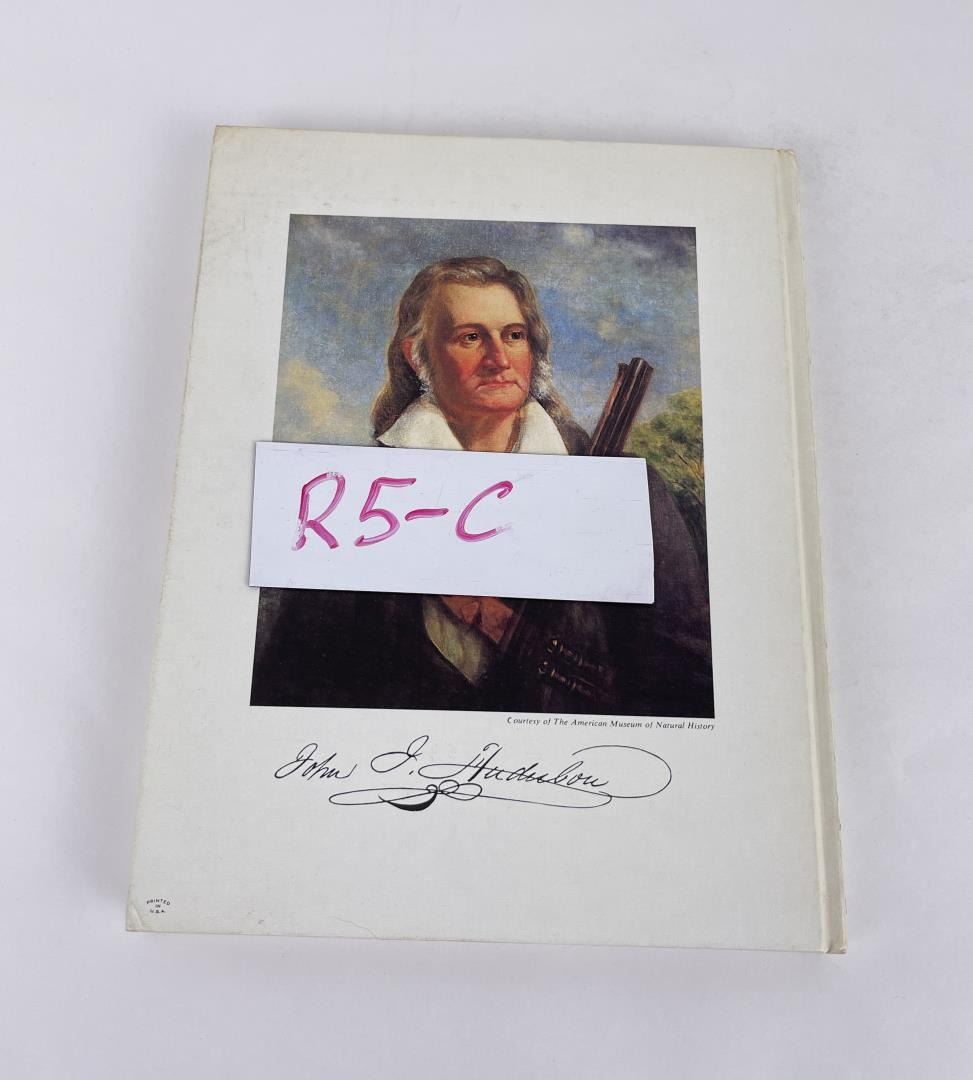 R5-C
Courtesy of The American Museum of Natural History
John J. Audubon
PRINTED
IN
U.S.A.